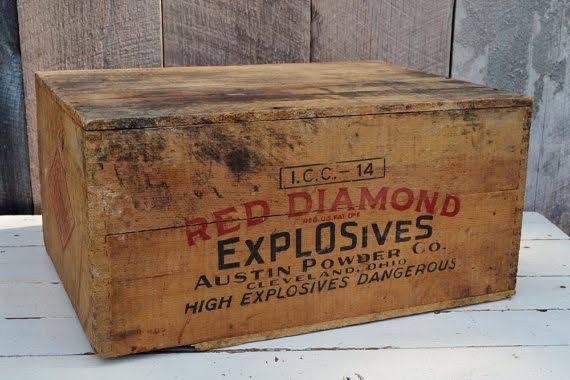 I.C.C.-14
RED DIAMOND
REG. U.S. PAT. OFF.
EXPLOSIVES
AUSTIN POWDER CO.
CLEVELAND, OHIO
HIGH EXPLOSIVES DANGEROUS